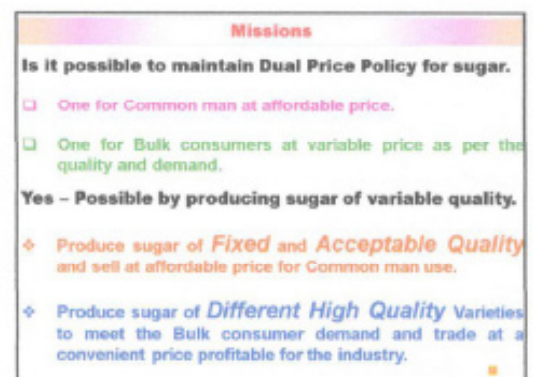 Missions
Is it possible to maintain Dual Price Policy for sugar.
❑ One for Common man at affordable price.
❑ One for Bulk consumers at variable price as per the
quality and demand.
Yes – Possible by producing sugar of variable quality.
❖ Produce sugar of Fixed and Acceptable Quality
and sell at affordable price for Common man use.
❖ Produce sugar of Different High Quality Varieties
to meet the Bulk consumer demand and trade at a
convenient price profitable for the industry.